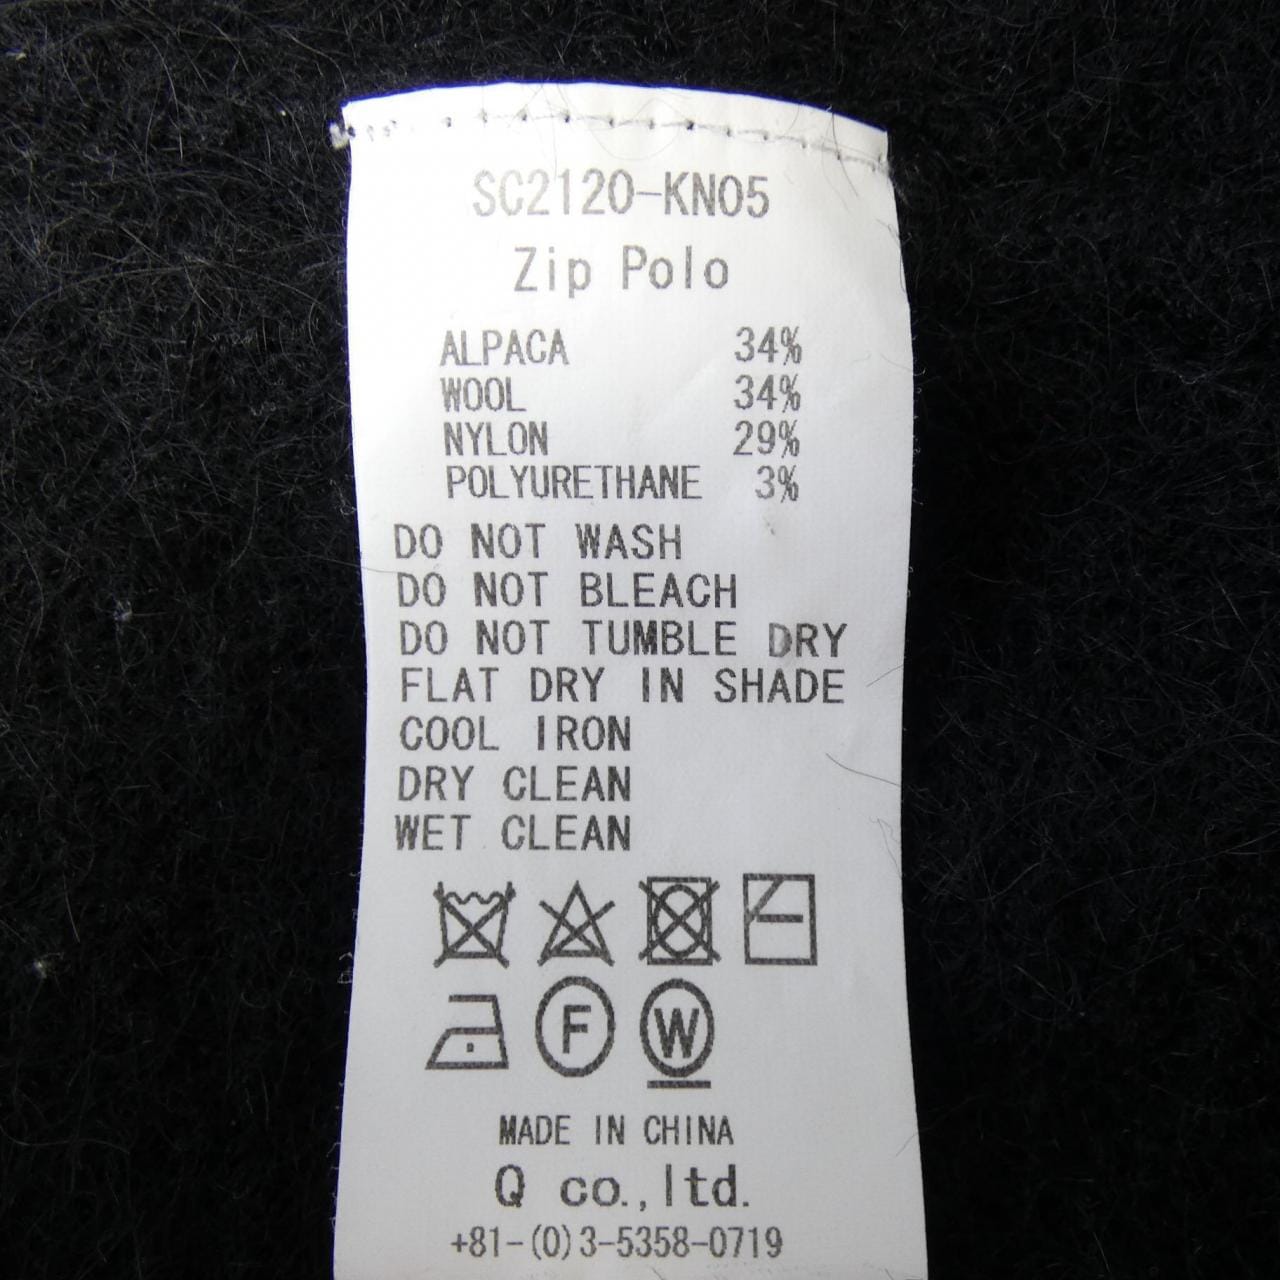 SC2120-KN05
Zip Polo
ALPACA 34%
WOOL 34%
NYLON 29%
POLYURETHANE 3%
DO NOT WASH
DO NOT BLEACH
DO NOT TUMBLE DRY
FLAT DRY IN SHADE
COOL IRON
DRY CLEAN
WET CLEAN
F W
MADE IN CHINA
Q co.,ltd.
+81-(0)3-5358-0719